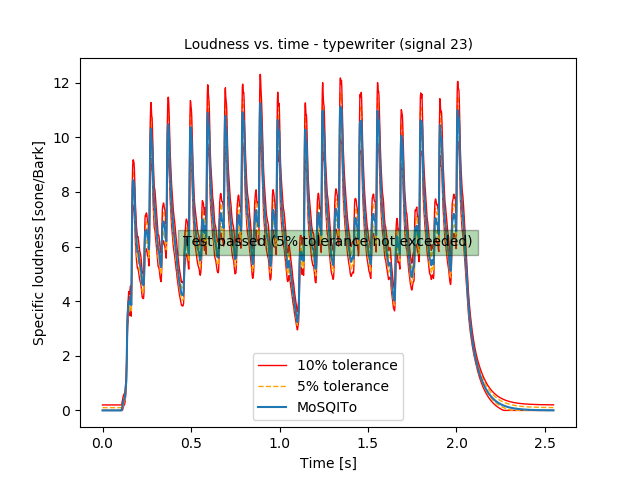 Loudness vs. time - typewriter (signal 23)
12
10
8
6
4
2
0
Specific loudness [sone/Bark]
Test passed (5% tolerance not exceeded)
10% tolerance
5% tolerance
MoSQITo
0.0 0.5 1.0 1.5 2.0 2.5
Time [s]